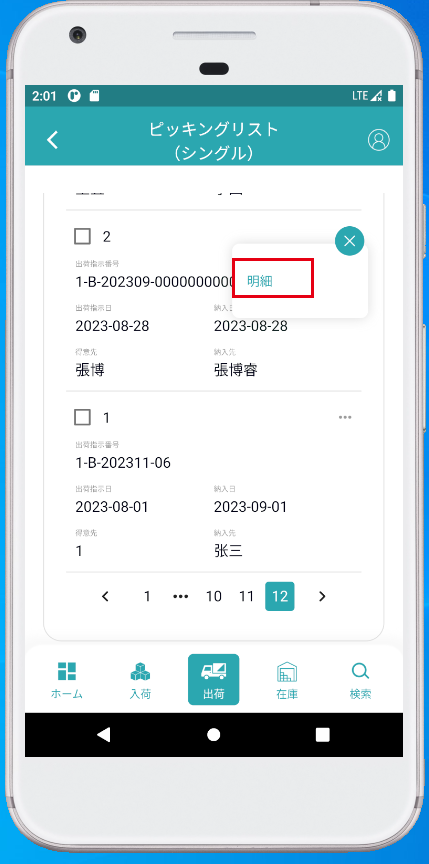 2:01
LTE
ピッキングリスト
(シングル)
2
出荷指示番号
1-B-202309-0000000000
明細
出荷指示日
納入
2023-08-28
2023-08-28
得意先
納入先
張博
張博睿
1
出荷指示番号
1-B-202311-06
出荷指示日
納入日
2023-08-01
2023-09-01
得意先
納入先
1
张三
1
•••
10
11
12
ホーム
入荷
出荷
在庫
検索